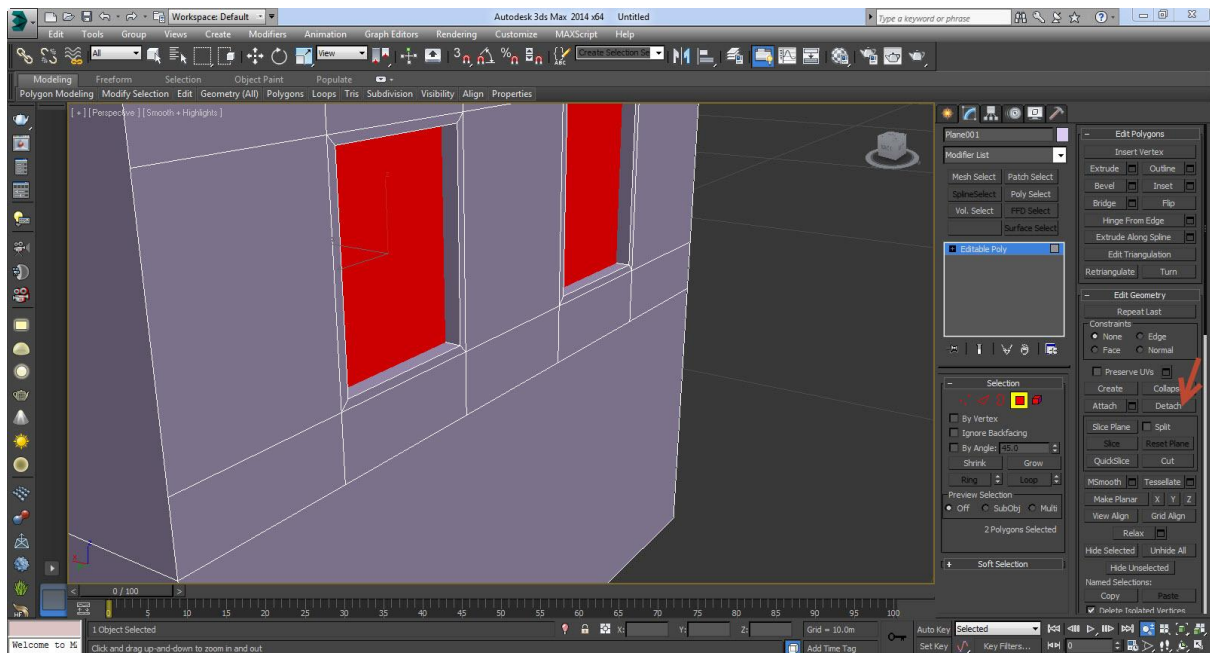 Workspace: Default
Autodesk 3ds Max 2014 x64 Untitled
Type a keyword or phrase
Edit Tools Group Views Create Modifiers Animation Graph Editors Rendering Customize MAXScript Help
All
View
Create Selection Se
Modeling Freeform Selection Object Paint Populate
Polygon Modeling Modify Selection Edit Geometry (All) Polygons Loops Tris Subdivision Visibility Align Properties
[ + ] [ Perspective ] [ Smooth + Highlights ]
Plane001
Modifier List
Mesh Select Patch Select
SplineSelect Poly Select
Vol. Select FFD Select
Surface Select
Editable Poly
- Selection
By Vertex
Ignore Backfacing
By Angle: 45.0
Shrink Grow
Ring Loop
Preview Selection
Off SubObj Multi
2 Polygons Selected
+ Soft Selection
- Edit Polygons
Insert Vertex
Extrude Outline
Bevel Inset
Bridge Flip
Hinge From Edge
Extrude Along Spline
Edit Triangulation
Retriangulate Turn
- Edit Geometry
Repeat Last
Constraints
None Edge
Face Normal
Preserve UVs
Create Collaps
Attach Detach
Slice Plane Split
Slice Reset Plane
QuickSlice Cut
MSmooth Tessellate
Make Planar X Y Z
View Align Grid Align
Relax
Hide Selected Unhide All
Hide Unselected
Named Selections:
Copy Paste
Delete Isolated Vertices
< 0 / 100 >
0 5 10 15 20 25 30 35 40 45 50 55 60 65 70 75 80 85 90 95 100
1 Object Selected X: Y: Z: Grid = 10.0m Auto Key Selected
Welcome to M Click and drag up-and-down to zoom in and out Add Time Tag Set Key Key Filters... 0